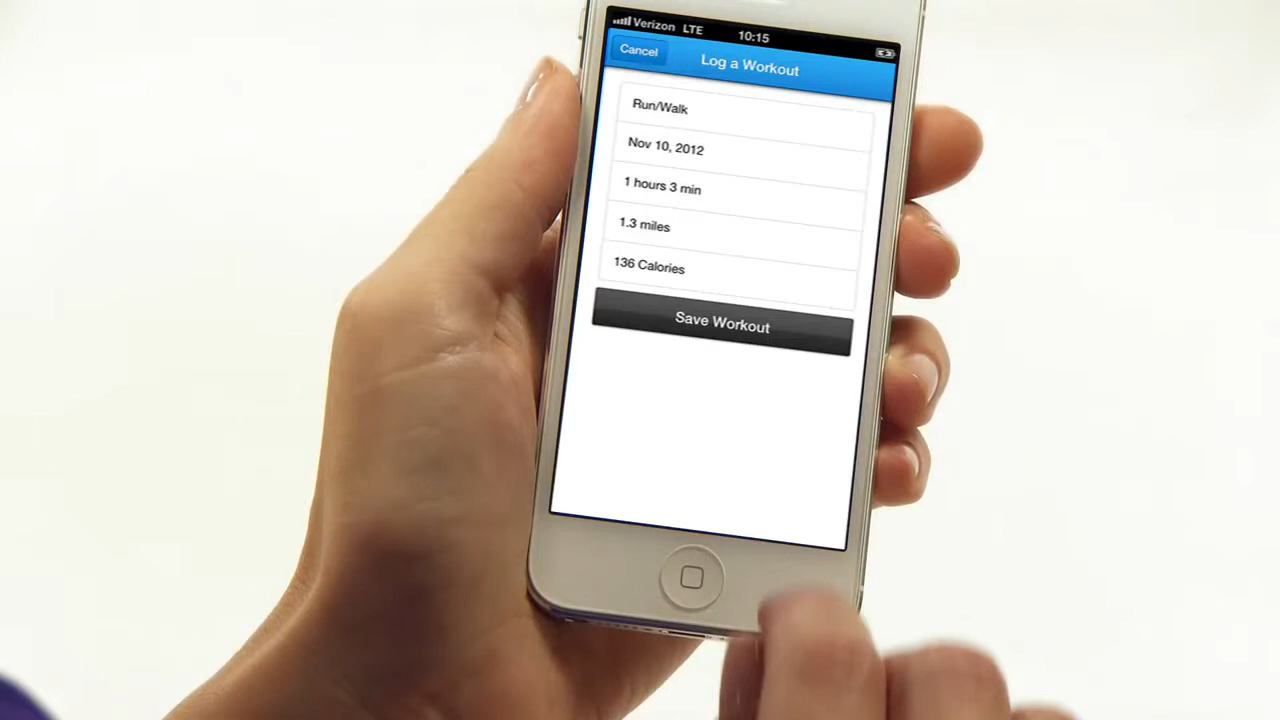 Verizon LTE 10:15
Cancel Log a Workout
Run/Walk
Nov 10, 2012
1 hours 3 min
1.3 miles
136 Calories
Save Workout